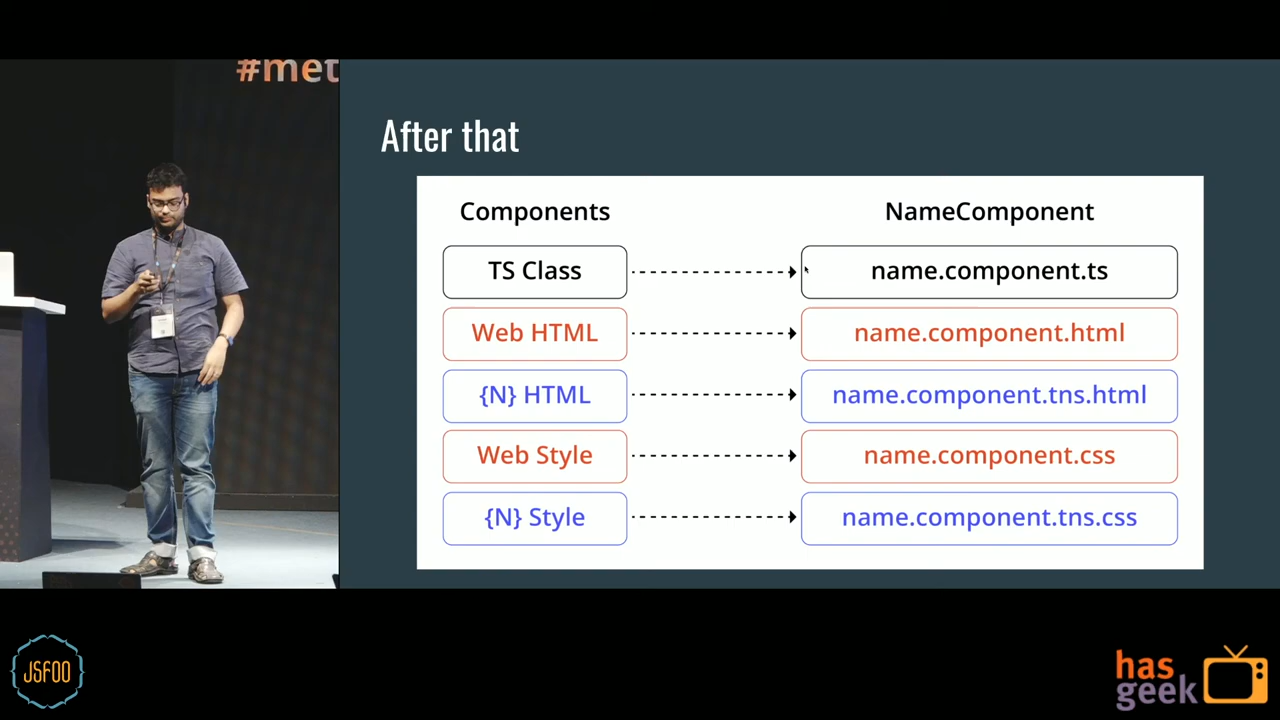 #met
After that
Components
NameComponent
TS Class
name.component.ts
Web HTML
name.component.html
{N} HTML
name.component.tns.html
Web Style
name.component.css
{N} Style
name.component.tns.css
JSFOO
has
geek